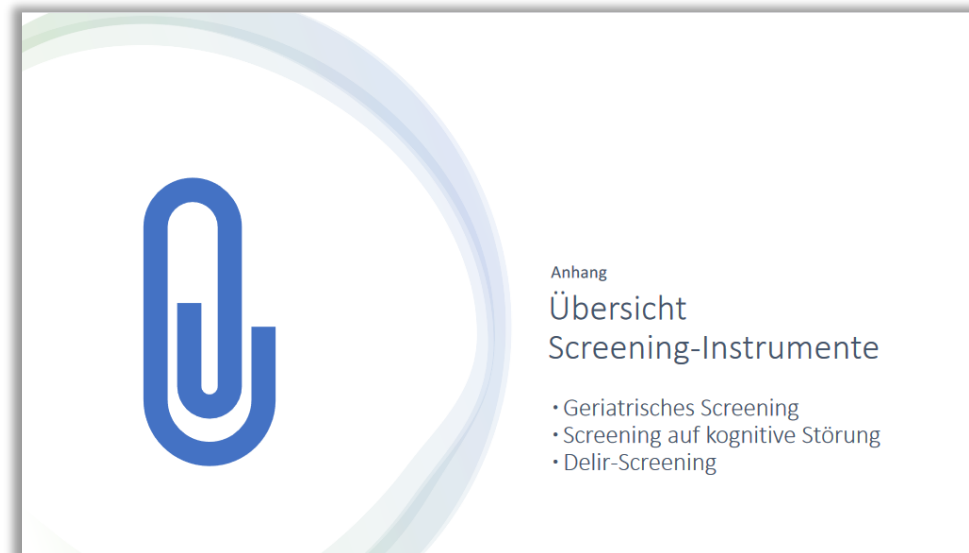 Anhang
Übersicht
Screening-Instrumente
・Geriatrisches Screening
・Screening auf kognitive Störung
・Delir-Screening